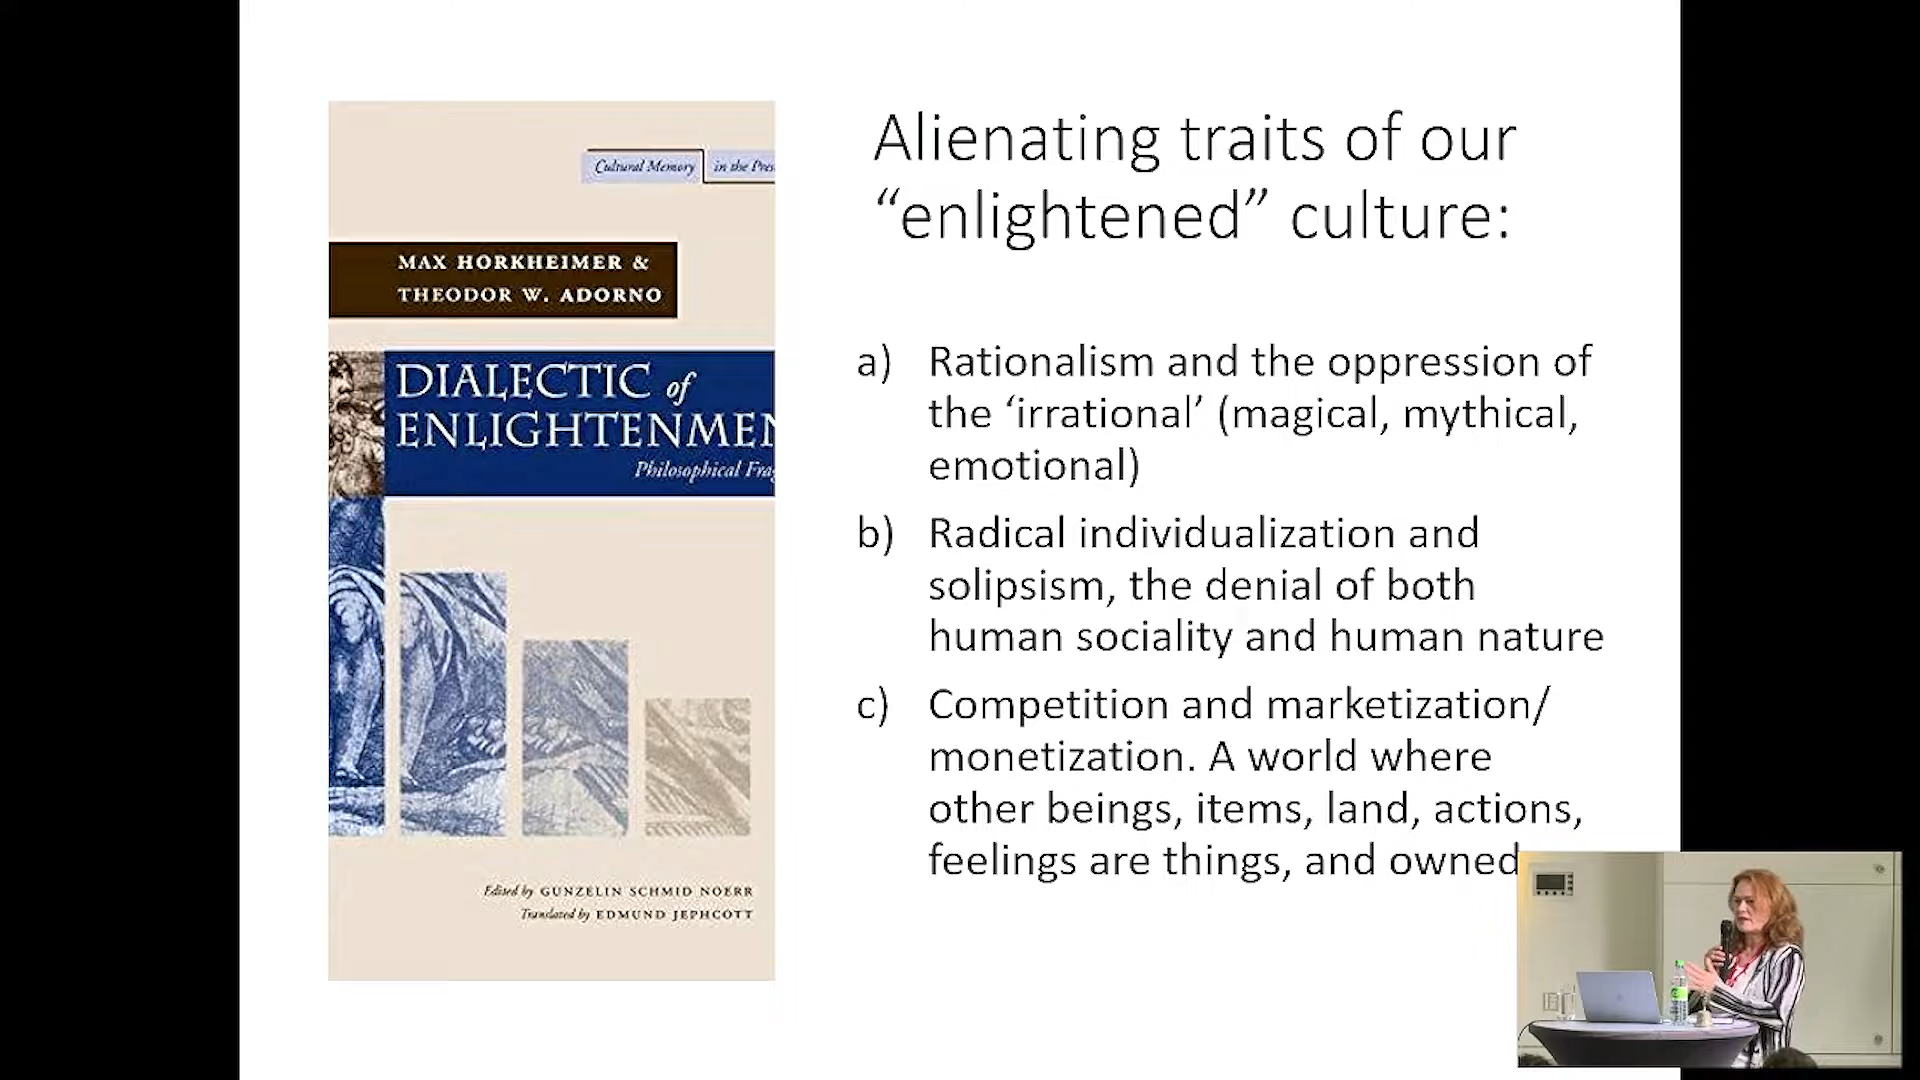 Cultural Memory in the Pres
MAX HORKHEIMER &
THEODOR W. ADORNO
DIALECTIC of
ENLIGHTENMEN
Philosophical Frag
Edited by GUNZELIN SCHMID NOERR
Translated by EDMUND JEPHCOTT
Alienating traits of our
“enlightened” culture:
a) Rationalism and the oppression of
the ‘irrational’ (magical, mythical,
emotional)
b) Radical individualization and
solipsism, the denial of both
human sociality and human nature
c) Competition and marketization/
monetization. A world where
other beings, items, land, actions,
feelings are things, and owned